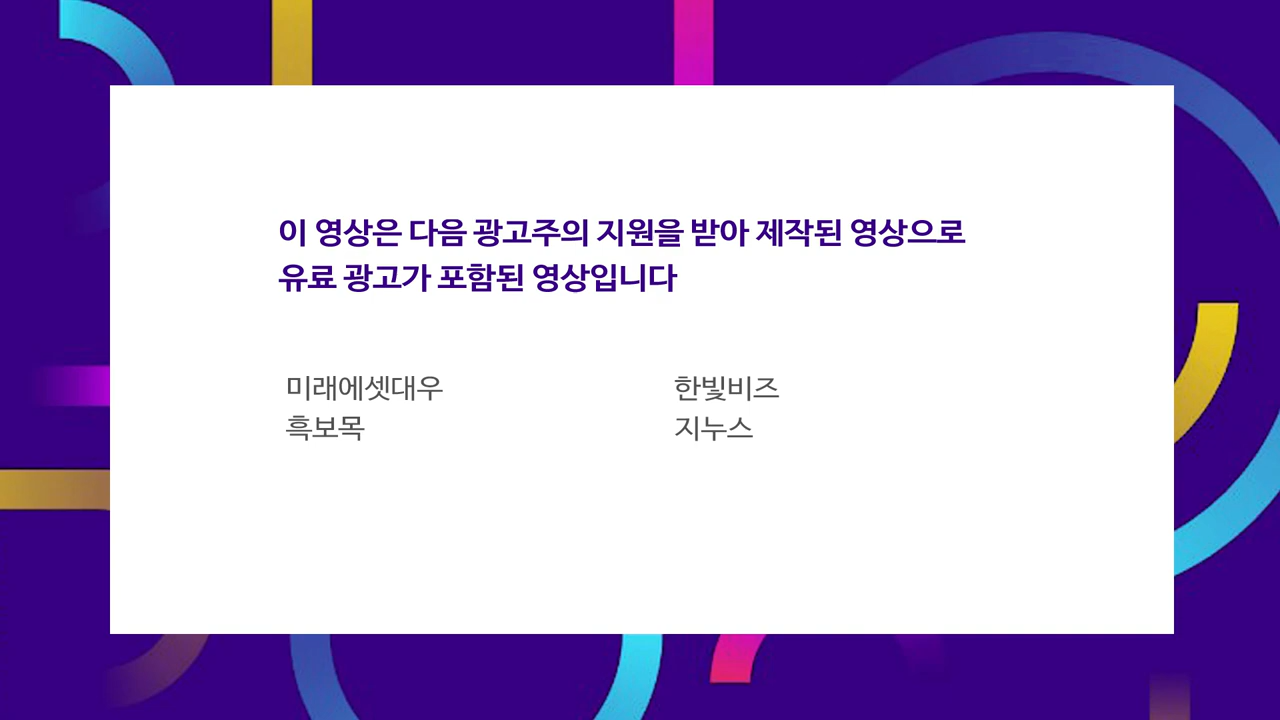 이 영상은 다음 광고주의 지원을 받아 제작된 영상으로
유료 광고가 포함된 영상입니다
미래에셋대우
흑보목
한빛비즈
지누스